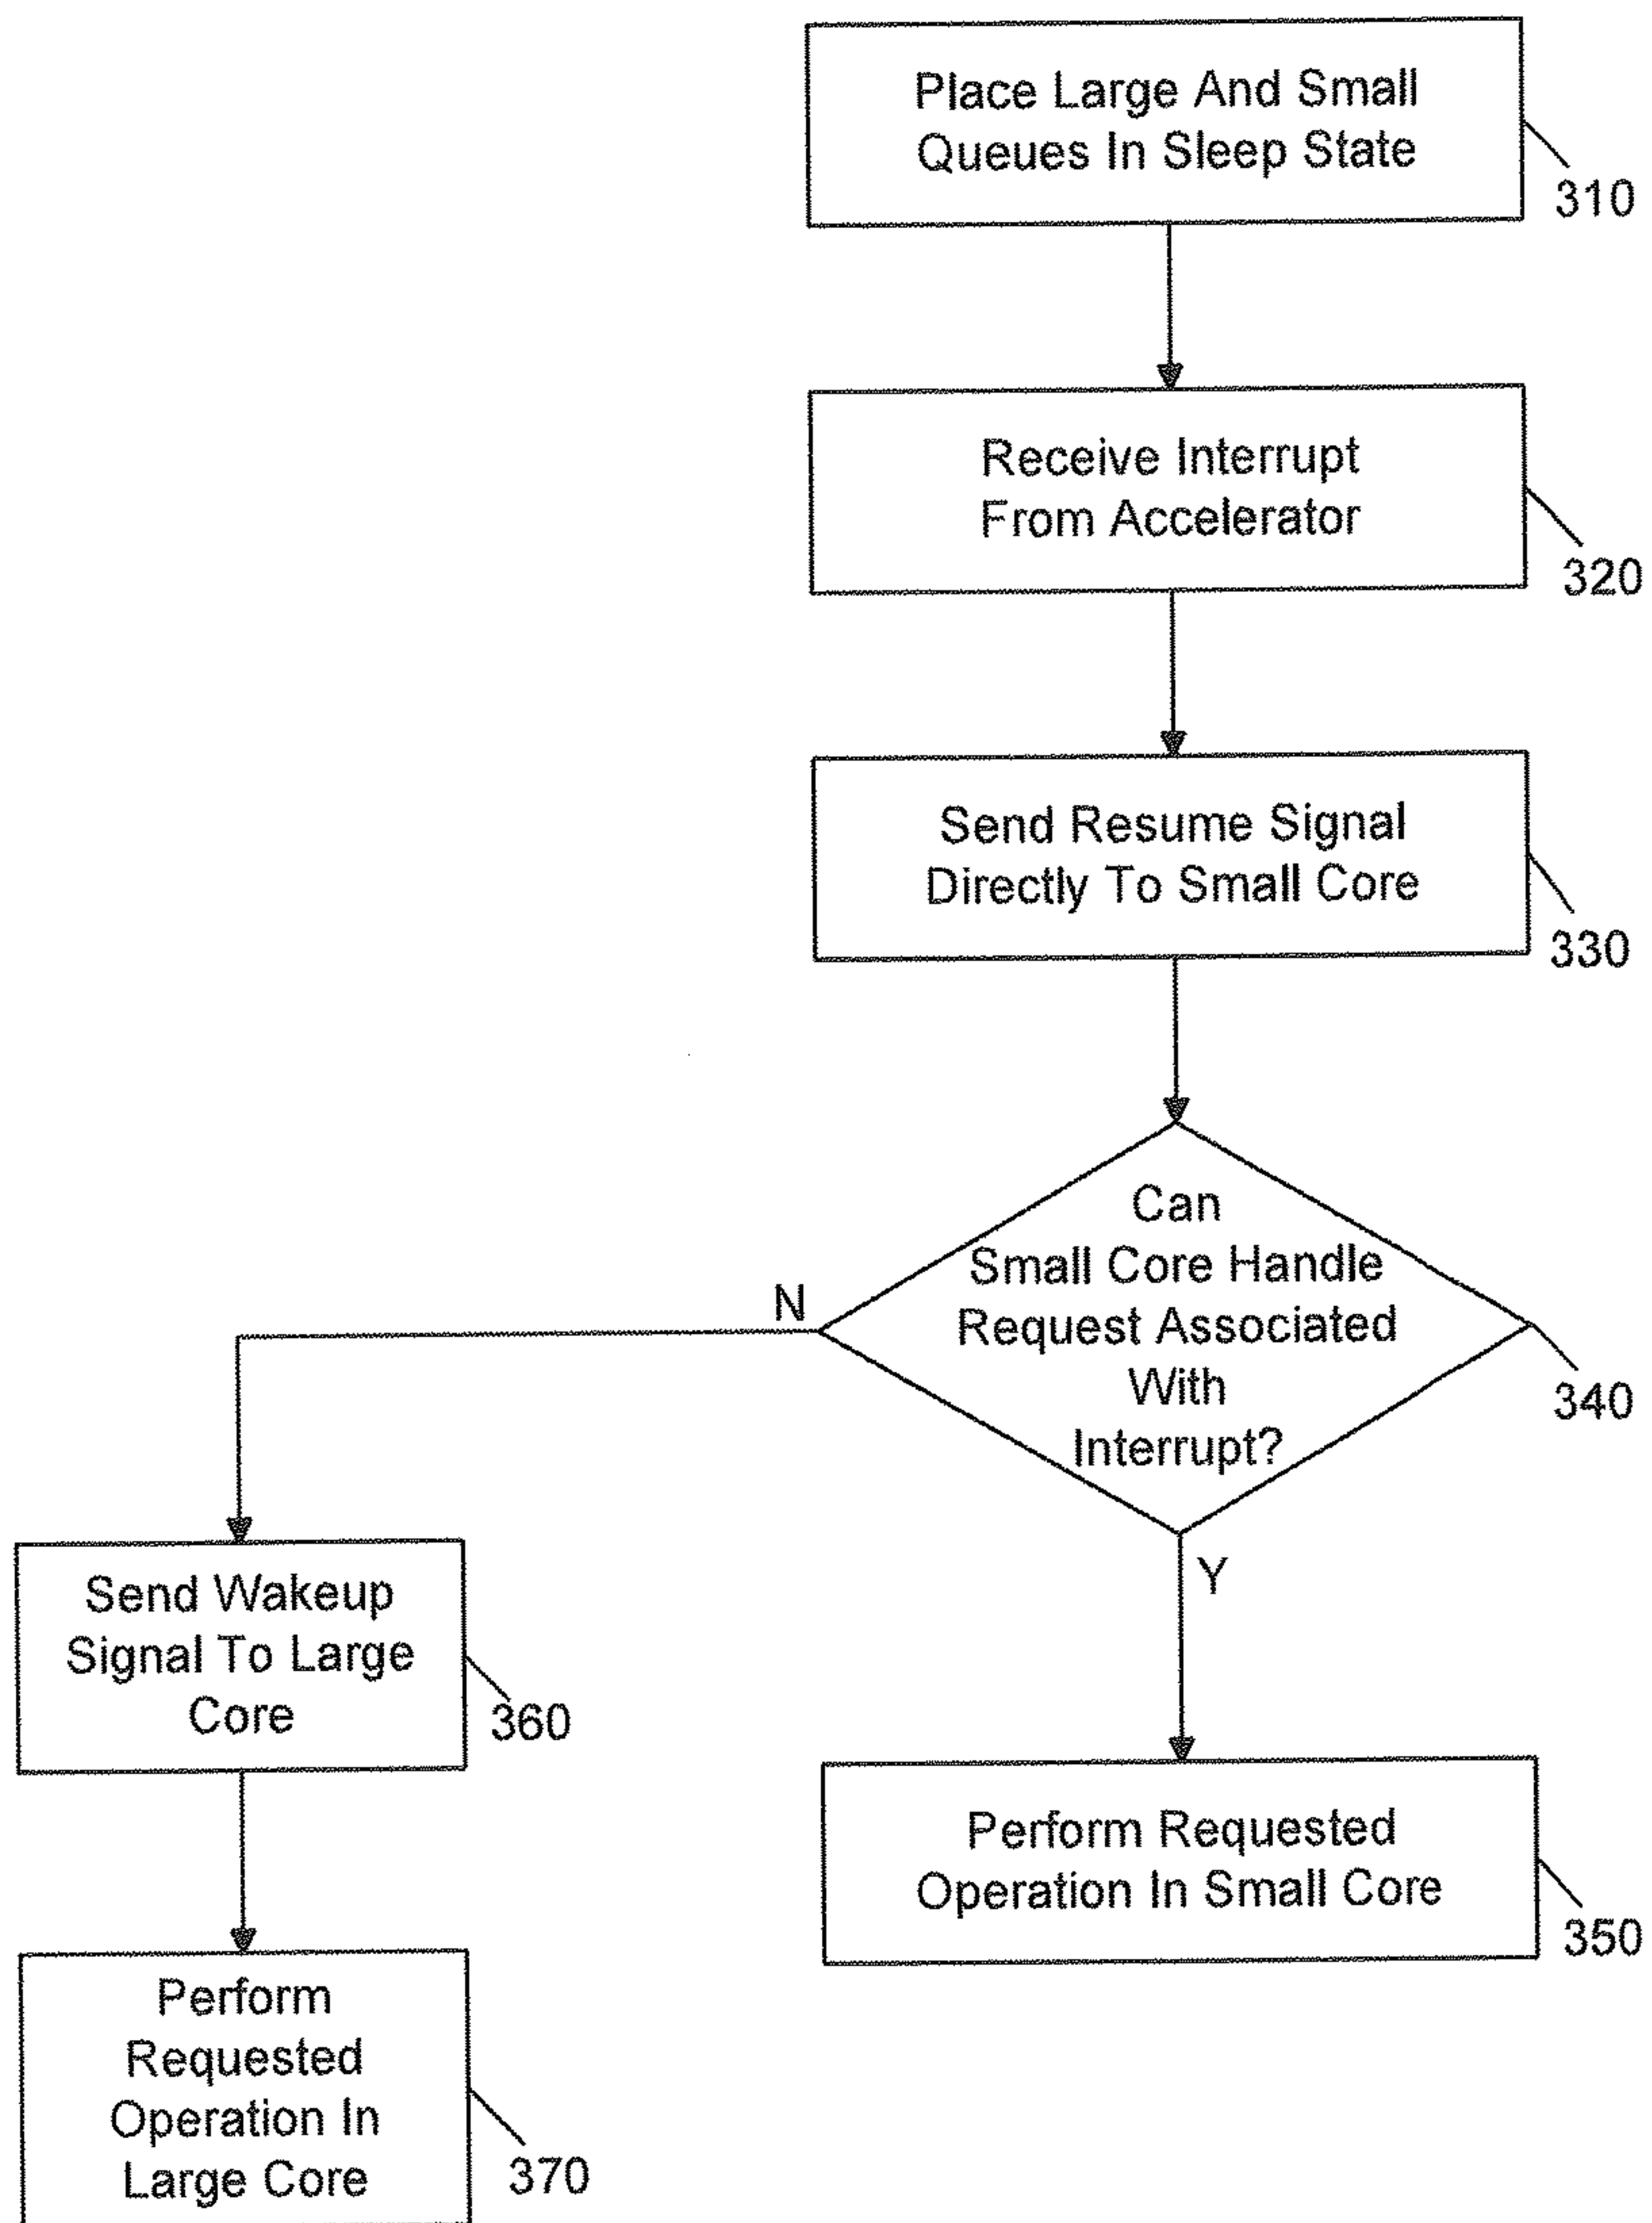 Place Large And Small
Queues In Sleep State
310
Receive Interrupt
From Accelerator
320
Send Resume Signal
Directly To Small Core
330
Can
Small Core Handle
Request Associated
With
Interrupt?
340
N
Y
Send Wakeup
Signal To Large
Core
360
Perform Requested
Operation In Small Core
350
Perform
Requested
Operation In
Large Core
370